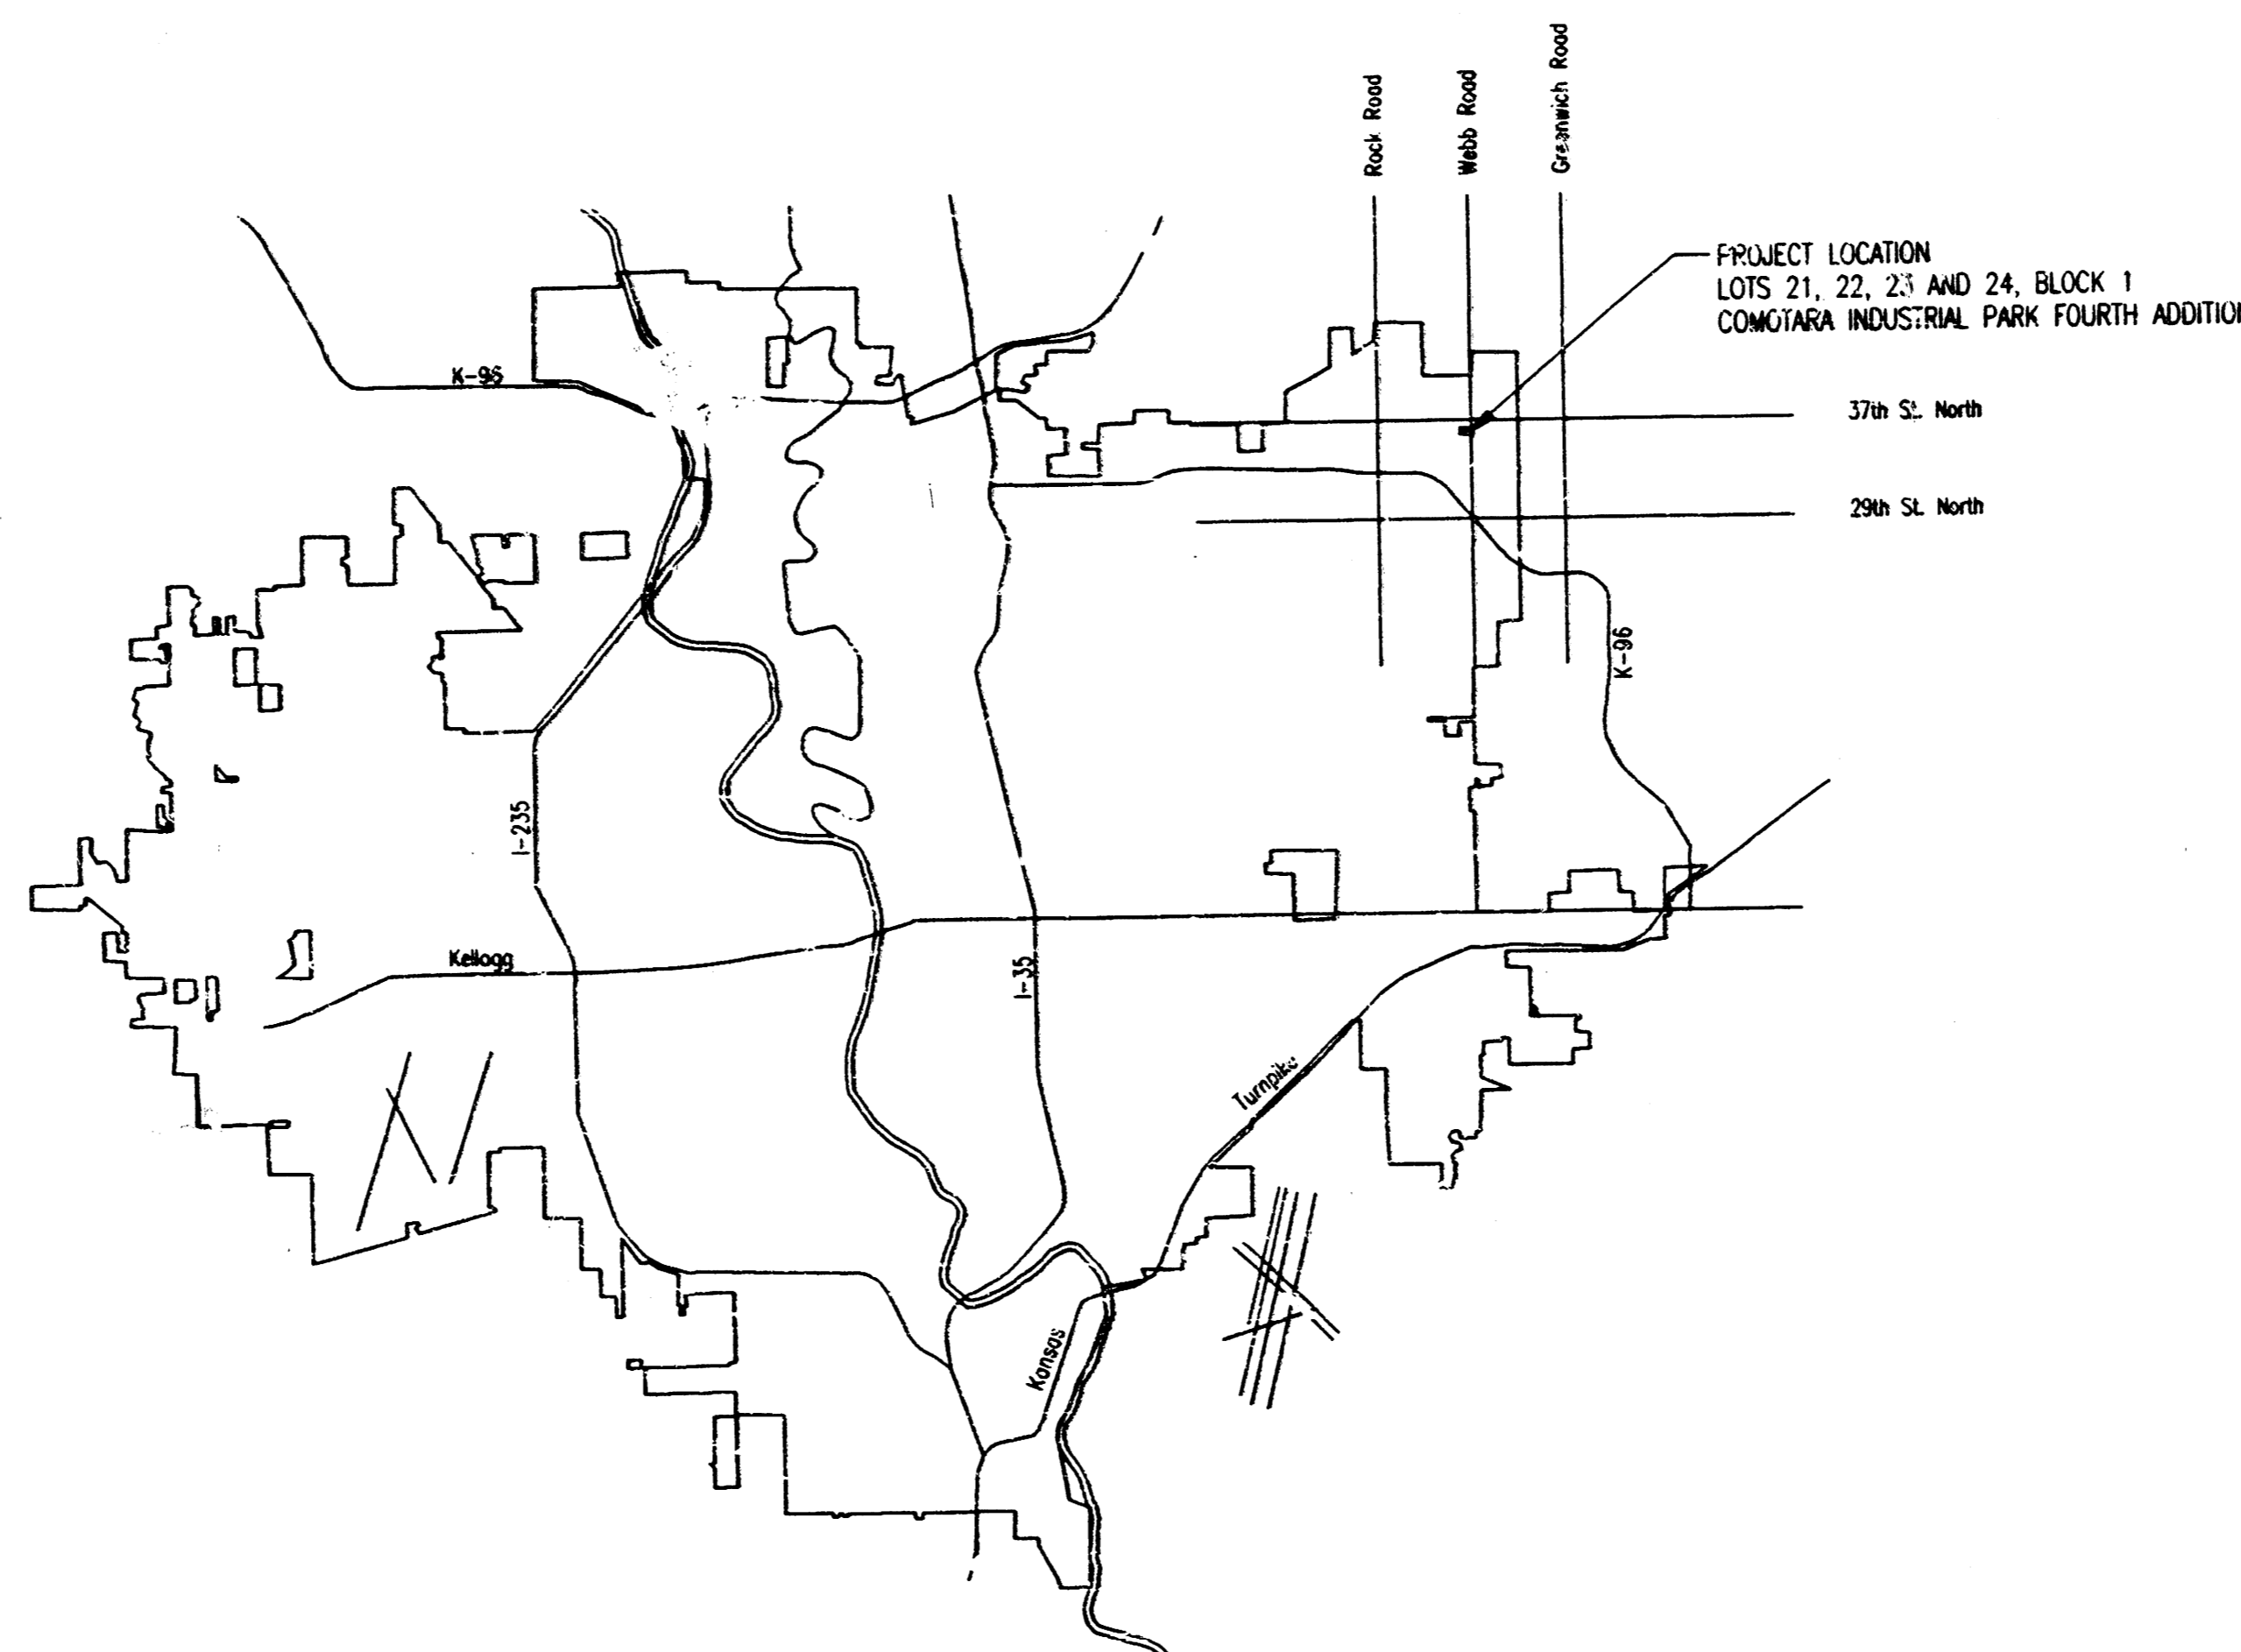 Rock Road
Webb Road
Greenwich Road
PROJECT LOCATION
LOTS 21, 22, 23 AND 24, BLOCK 1
COMOTARA INDUSTRIAL PARK FOURTH ADDITIO
K-96
37th St. North
29th St. North
K-96
I-235
Kellogg
I-35
Turnpike
Kansas